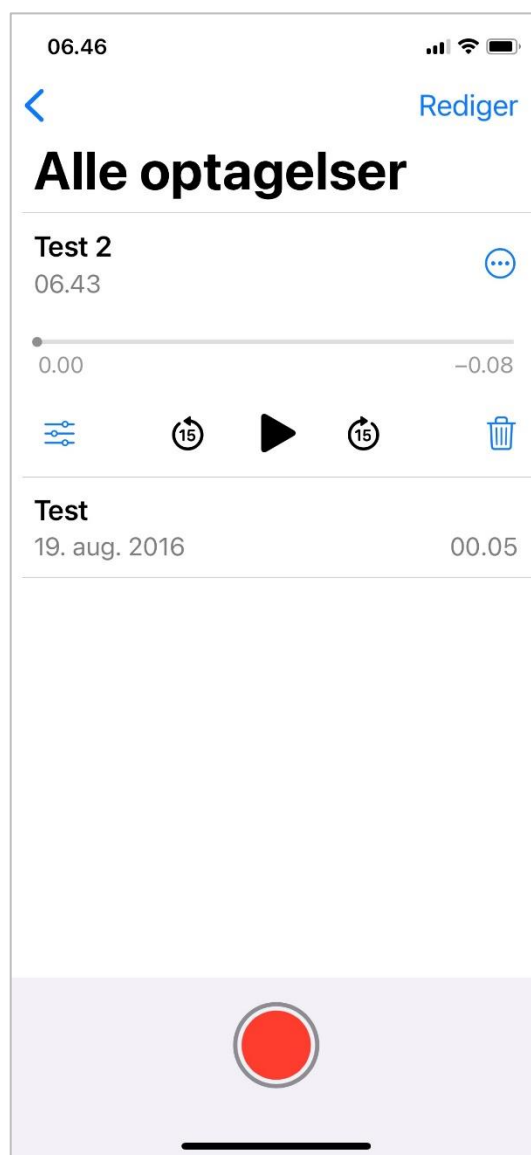 06.46
Rediger
Alle optagelser
Test 2
06.43
0.00 −0.08
15 15
Test
19. aug. 2016 00.05